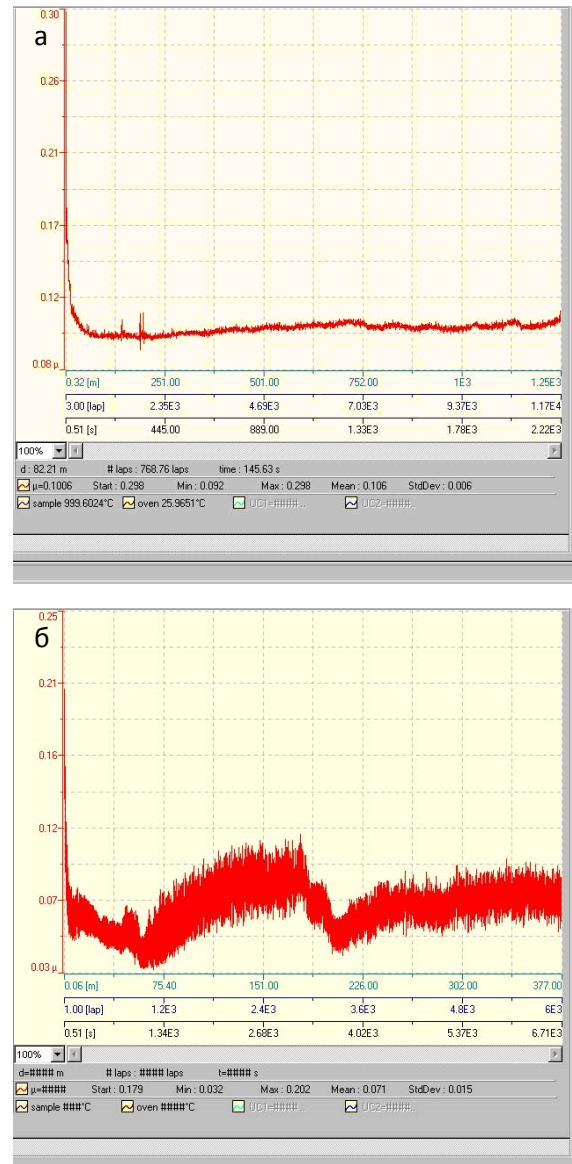 0.30
а
0.26
0.21
0.17
0.12
0.08 μ
0.32 [m] 251.00 501.00 752.00 1E3 1.25E3
3.00 [lap] 2.35E3 4.69E3 7.03E3 9.37E3 1.17E4
0.51 [s] 445.00 889.00 1.33E3 1.78E3 2.22E3
100%
d : 82.21 m # laps : 768.76 laps time : 145.63 s
μ=0.1006 Start : 0.298 Min : 0.092 Max : 0.298 Mean : 0.106 StdDev : 0.006
sample 999.6024°C oven 25.9651°C UC1=####.. UC2=####..
0.25
б
0.21
0.16
0.12
0.07
0.03 μ
0.06 [m] 75.40 151.00 226.00 302.00 377.00
1.00 [lap] 1.2E3 2.4E3 3.6E3 4.8E3 6E3
0.51 [s] 1.34E3 2.68E3 4.02E3 5.37E3 6.71E3
100%
d=#### m # laps : #### laps t=#### s
μ=#### Start : 0.179 Min : 0.032 Max : 0.202 Mean : 0.071 StdDev : 0.015
sample ###°C oven ####°C UC1=####.. UC2=####..